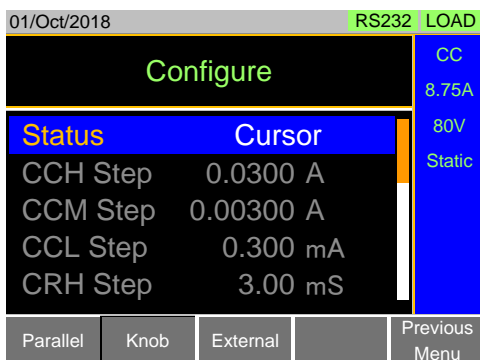 01/Oct/2018 RS232 LOAD
Configure
CC
8.75A
80V
Static
Status Cursor
CCH Step 0.0300 A
CCM Step 0.00300 A
CCL Step 0.300 mA
CRH Step 3.00 mS
Parallel Knob External Previous Menu